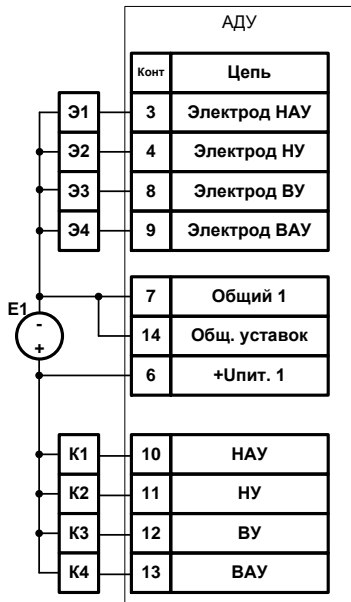 АДУ
Конт Цепь
Э1 3 Электрод НАУ
Э2 4 Электрод НУ
Э3 8 Электрод ВУ
Э4 9 Электрод ВАУ
7 Общий 1
E1 - 14 Общ. уставок
+ 6 +Uпит. 1
К1 10 НАУ
К2 11 НУ
К3 12 ВУ
К4 13 ВАУ